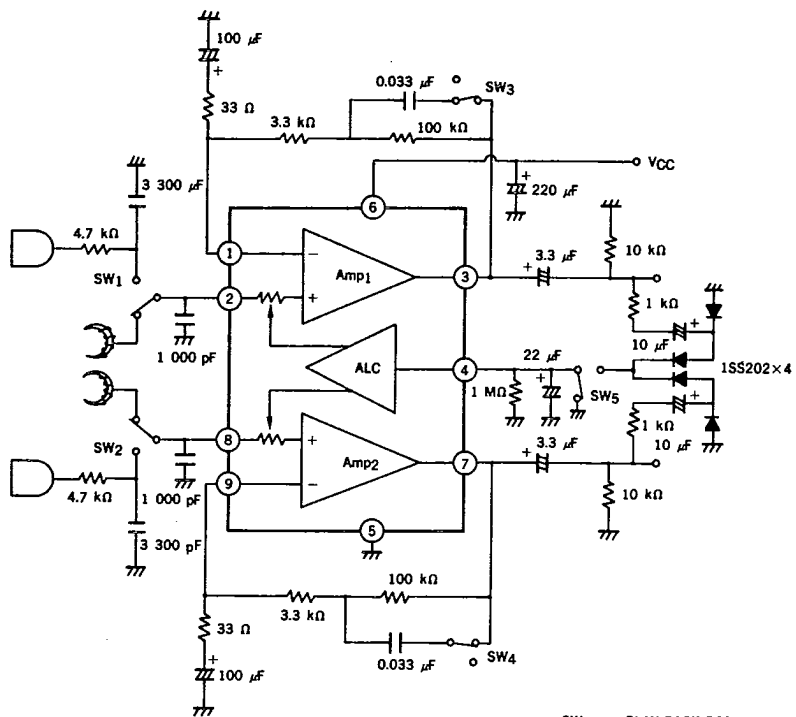 100 µF
+
33 Ω
0.033 µF
SW3
3.3 kΩ
100 kΩ
VCC
+
220 µF
3 300 µF
4.7 kΩ
SW1
6
1
−
Amp1
3
3.3 µF
+
10 kΩ
2
+
1 000 pF
1 kΩ
+
10 µF
ALC
4
22 µF
+
1 MΩ
SW5
1SS202×4
SW2
8
+
Amp2
7
3.3 µF
+
1 kΩ
+
10 µF
9
−
4.7 kΩ
1 000 pF
3 300 pF
5
10 kΩ
100 kΩ
3.3 kΩ
33 Ω
0.033 µF
SW4
+
100 µF